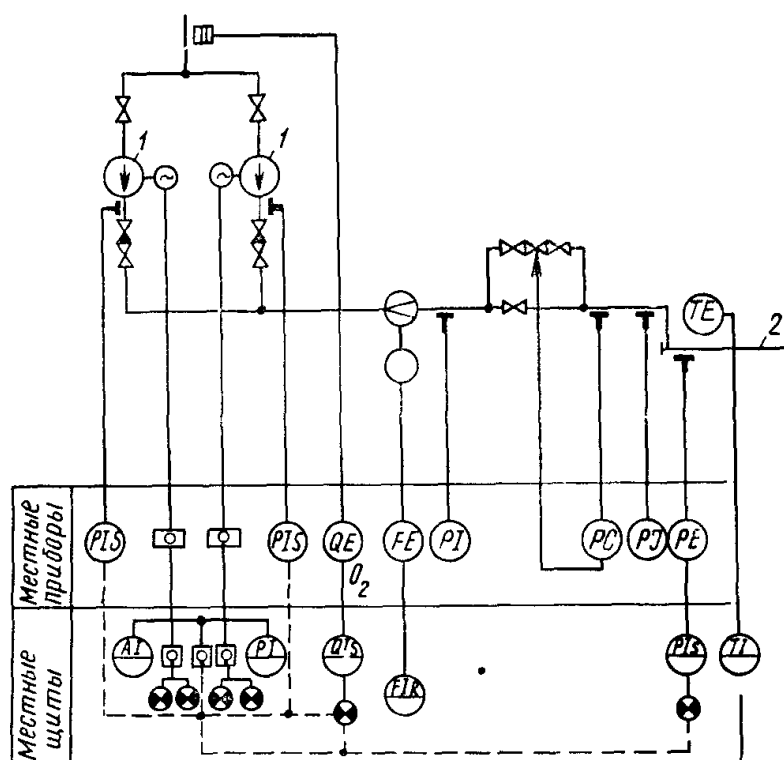 1
1
TE
2
Местные
приборы
PIS
PIS
QE
O₂
FE
PI
PC
PJ
PE
Местные
щиты
AI
PJ
QIS
FIR
PIs
TI